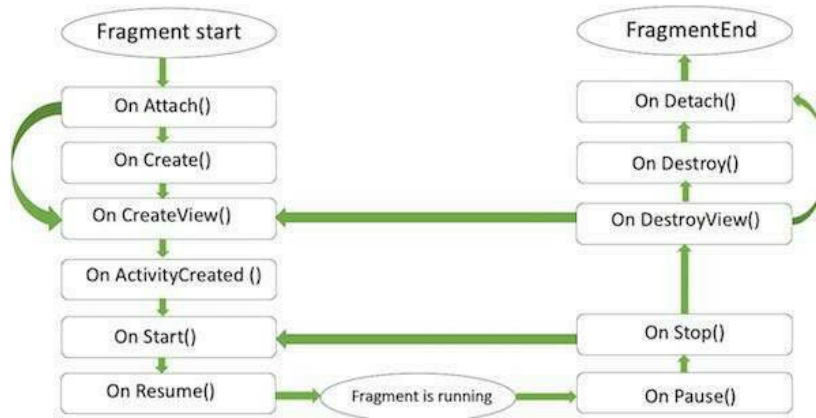 Fragment start
On Attach()
On Create()
On CreateView()
On ActivityCreated ()
On Start()
On Resume()
Fragment is running
On Pause()
On Stop()
On DestroyView()
On Destroy()
On Detach()
FragmentEnd